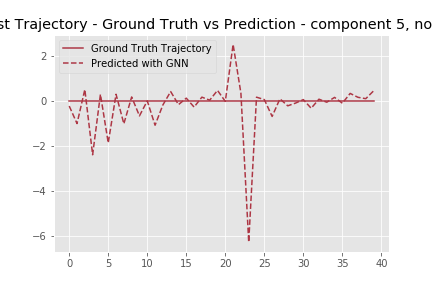 st Trajectory - Ground Truth vs Prediction - component 5, no
Ground Truth Trajectory
Predicted with GNN
2
0
−2
−4
−6
0 5 10 15 20 25 30 35 40